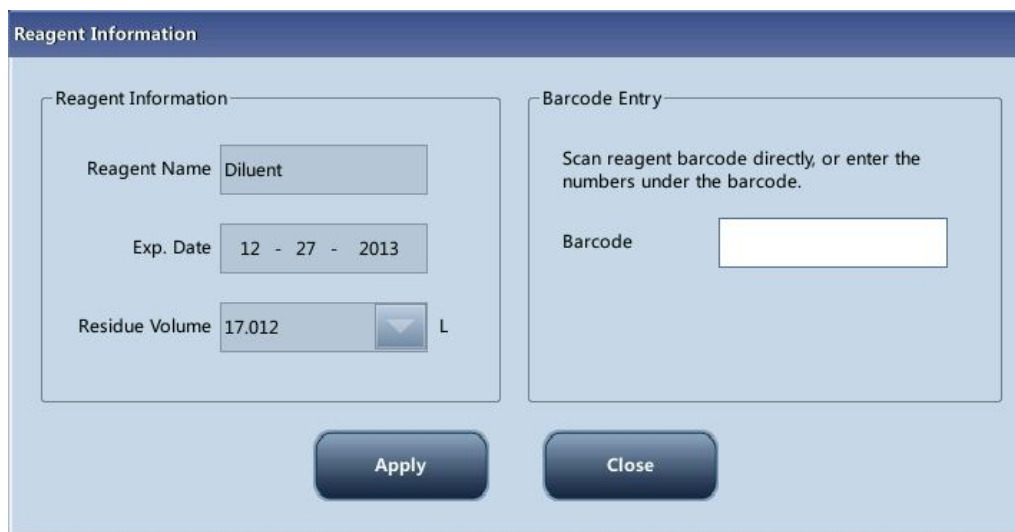 Reagent Information
Reagent Information
Reagent Name Diluent
Exp. Date 12 - 27 - 2013
Residue Volume 17.012 L
Barcode Entry
Scan reagent barcode directly, or enter the
numbers under the barcode.
Barcode
Apply
Close